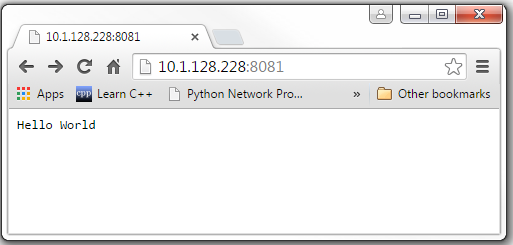 10.1.128.228:8081
10.1.128.228:8081
Apps cpp Learn C++ Python Network Pro... » Other bookmarks
Hello World